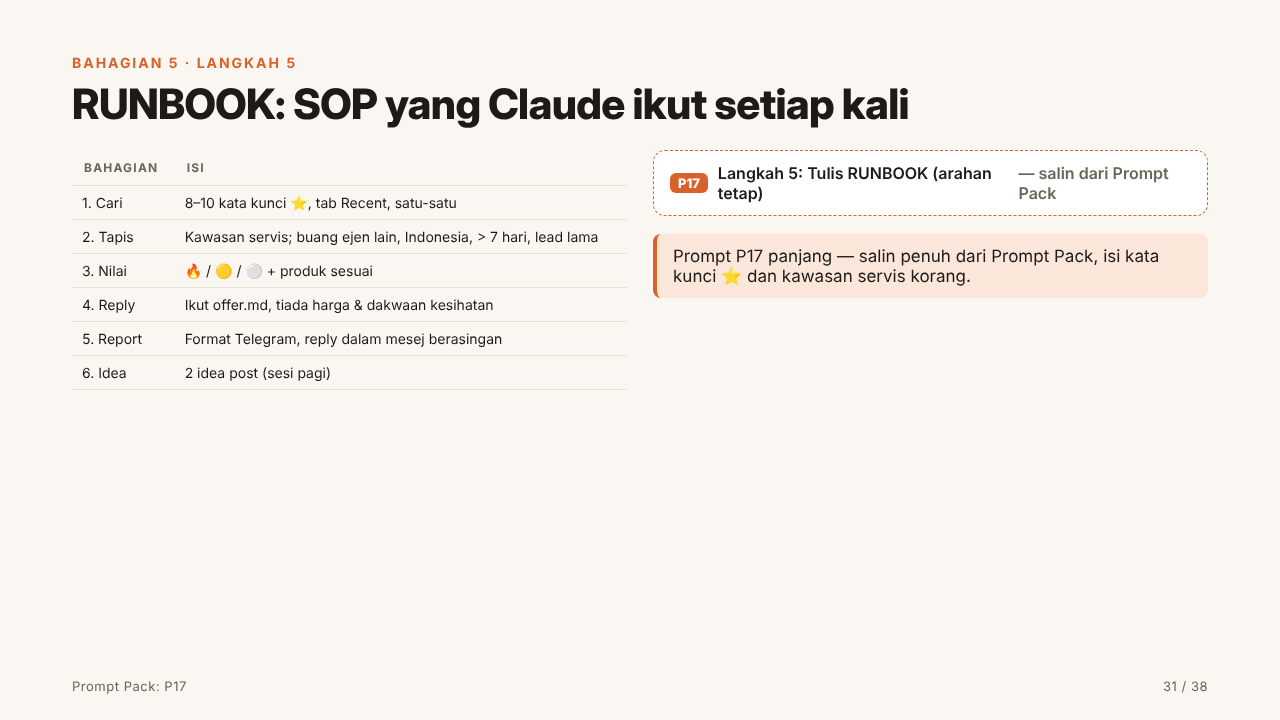 BAHAGIAN 5 · LANGKAH 5
RUNBOOK: SOP yang Claude ikut setiap kali
BAHAGIAN ISI
1. Cari 8–10 kata kunci ⭐, tab Recent, satu-satu
2. Tapis Kawasan servis; buang ejen lain, Indonesia, > 7 hari, lead lama
3. Nilai 🔥 / 🟡 / ⚪ + produk sesuai
4. Reply Ikut offer.md, tiada harga & dakwaan kesihatan
5. Report Format Telegram, reply dalam mesej berasingan
6. Idea 2 idea post (sesi pagi)
P17 Langkah 5: Tulis RUNBOOK (arahan
tetap)
— salin dari Prompt
Pack
Prompt P17 panjang — salin penuh dari Prompt Pack, isi kata
kunci ⭐ dan kawasan servis korang.
Prompt Pack: P17
31 / 38